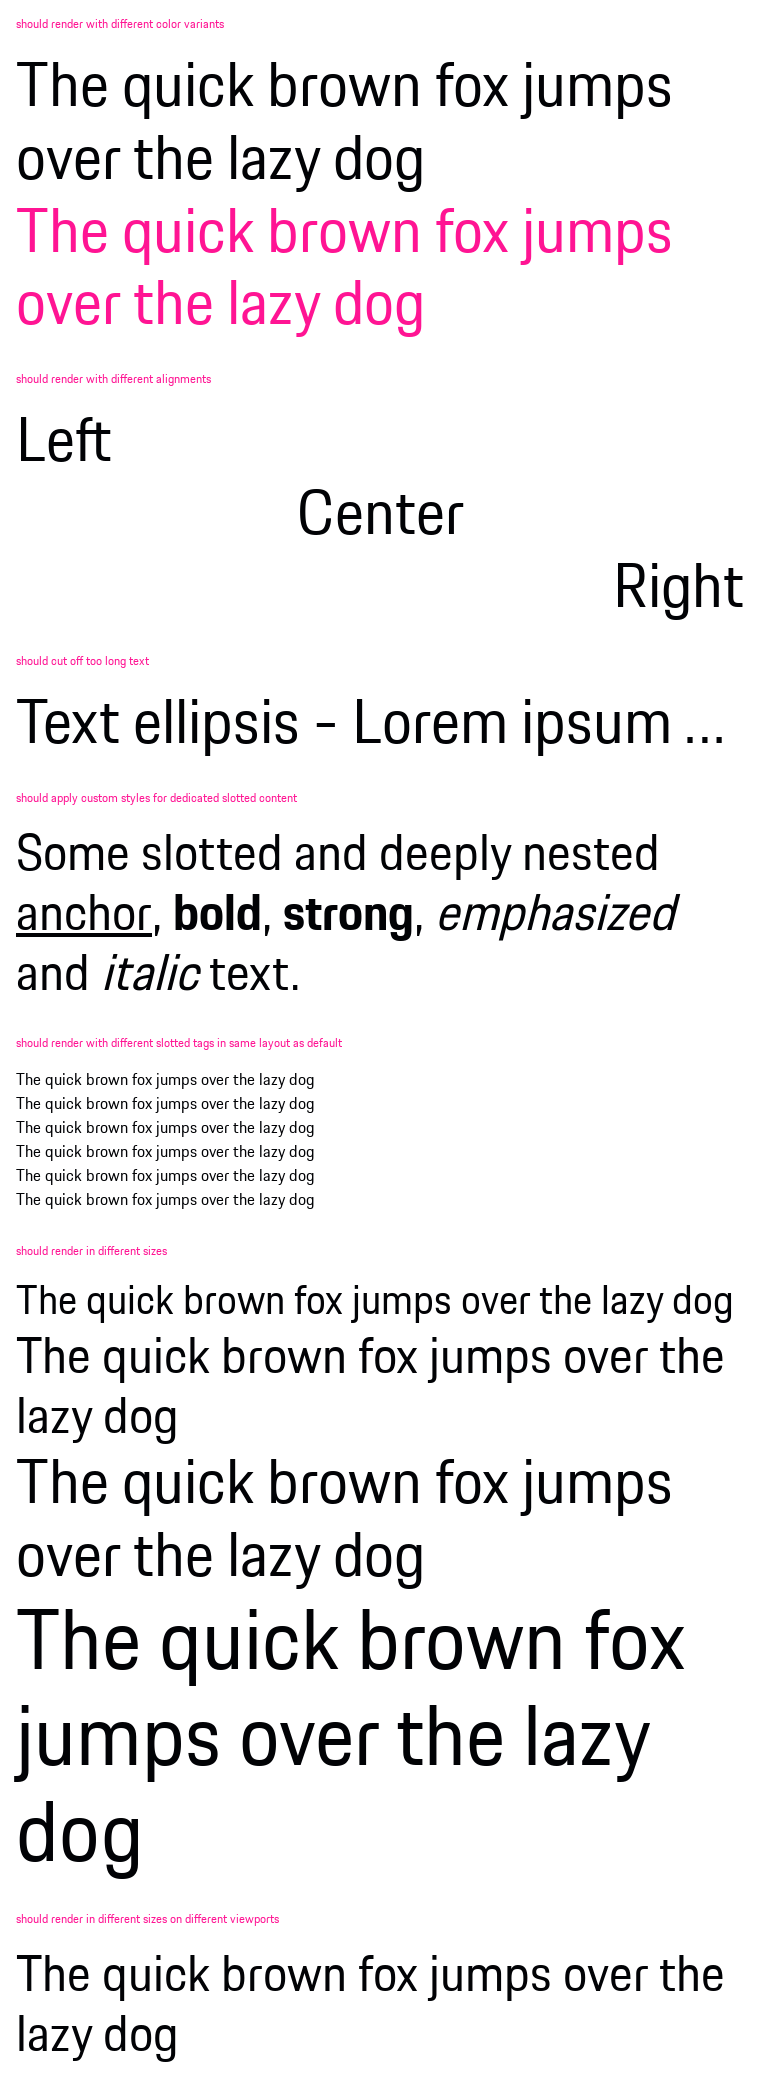 should render with different color variants
The quick brown fox jumps
over the lazy dog
The quick brown fox jumps
over the lazy dog
should render with different alignments
Left
Center
Right
should cut off too long text
Text ellipsis - Lorem ipsum ...
should apply custom styles for dedicated slotted content
Some slotted and deeply nested
anchor, bold, strong, emphasized
and italic text.
should render with different slotted tags in same layout as default
The quick brown fox jumps over the lazy dog
The quick brown fox jumps over the lazy dog
The quick brown fox jumps over the lazy dog
The quick brown fox jumps over the lazy dog
The quick brown fox jumps over the lazy dog
The quick brown fox jumps over the lazy dog
should render in different sizes
The quick brown fox jumps over the lazy dog
The quick brown fox jumps over the
lazy dog
The quick brown fox jumps
over the lazy dog
The quick brown fox
jumps over the lazy
dog
should render in different sizes on different viewports
The quick brown fox jumps over the
lazy dog